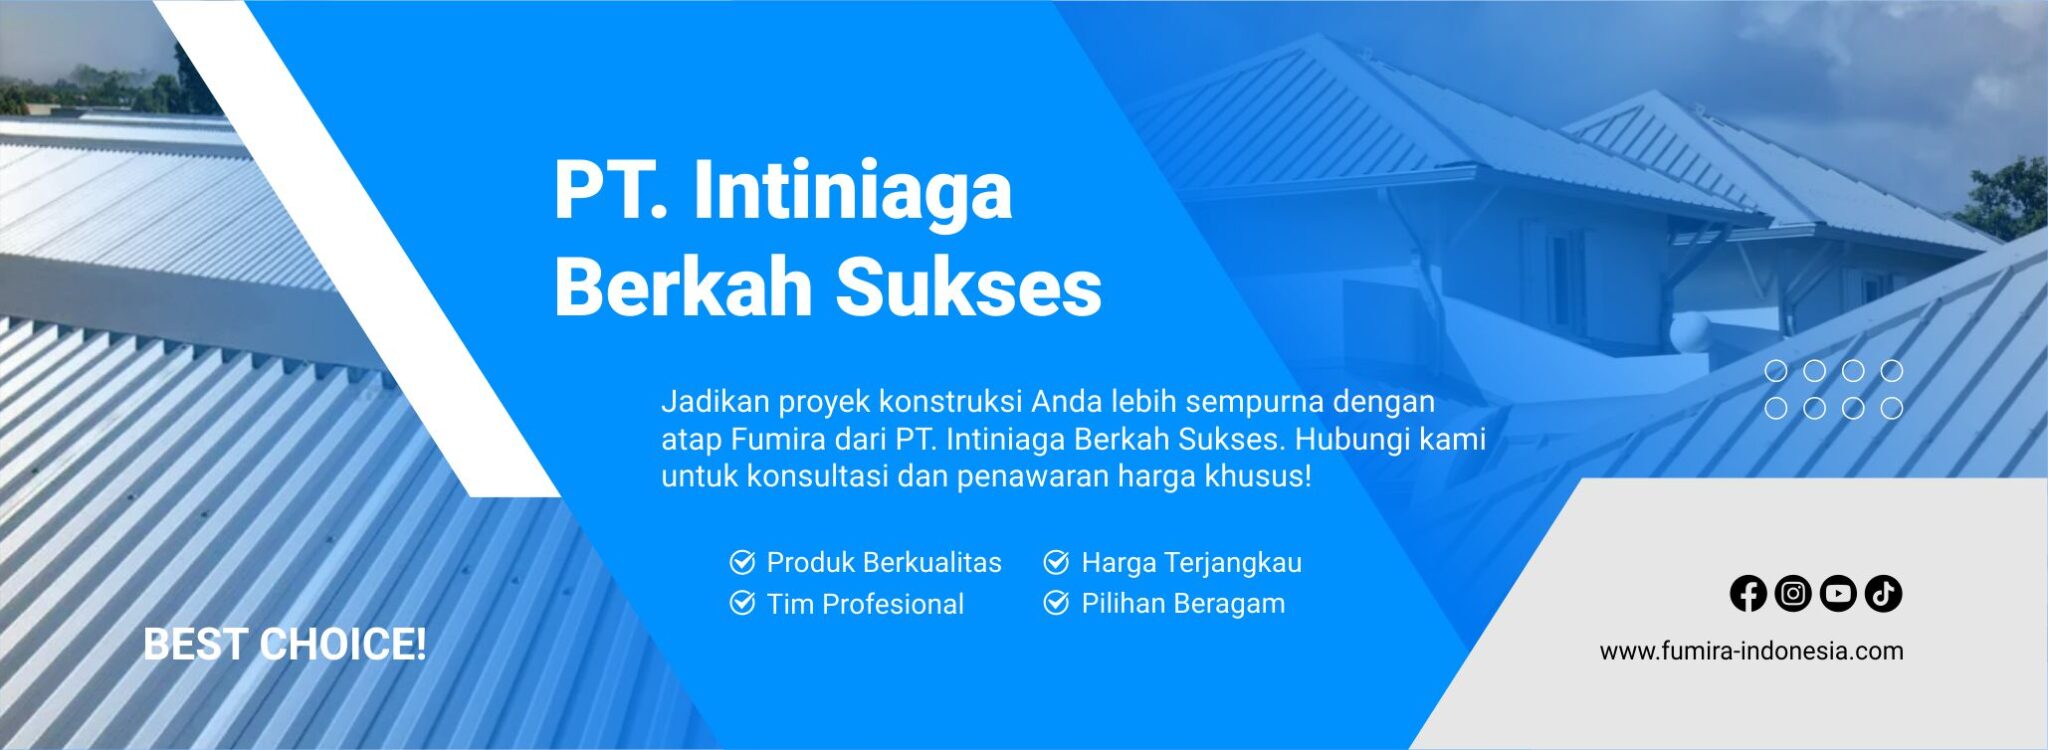 PT. Intiniaga
Berkah Sukses
Jadikan proyek konstruksi Anda lebih sempurna dengan
atap Fumira dari PT. Intiniaga Berkah Sukses. Hubungi kami
untuk konsultasi dan penawaran harga khusus!
Produk Berkualitas
Harga Terjangkau
Tim Profesional
Pilihan Beragam
BEST CHOICE!
www.fumira-indonesia.com